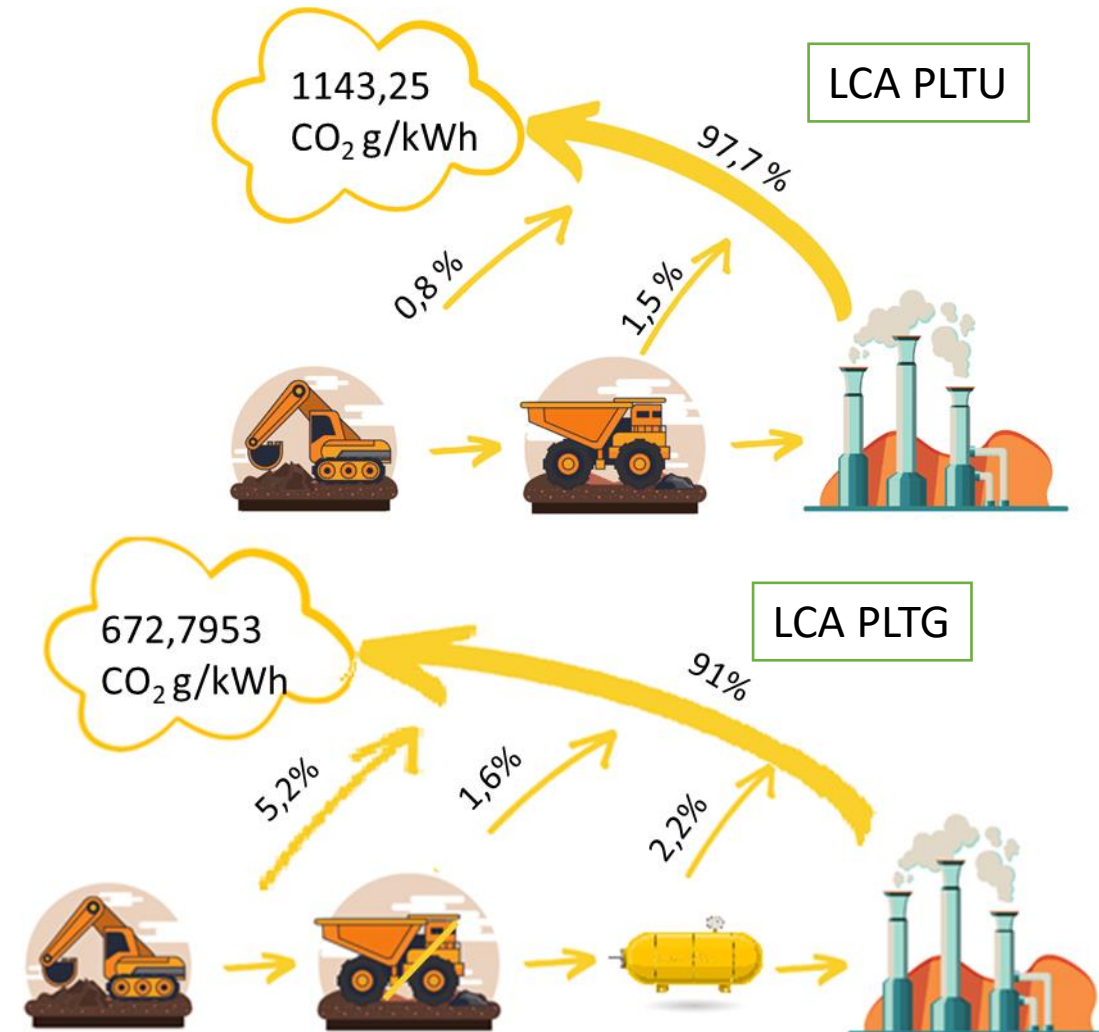 LCA PLTU
1143,25
CO₂ g/kWh
97,7 %
0,8 %
1,5 %
LCA PLTG
672,7953
CO₂ g/kWh
91%
5,2%
1,6%
2,2%